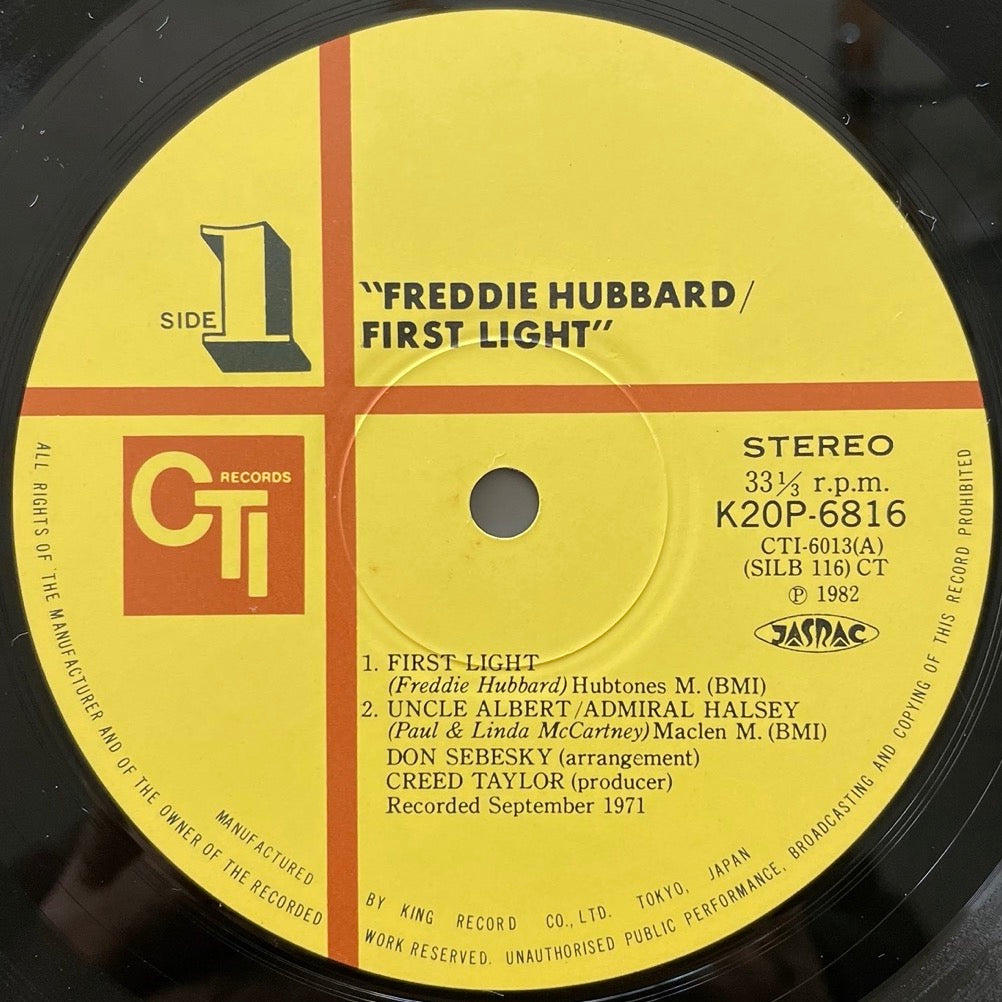 SIDE 1
"FREDDIE HUBBARD/
FIRST LIGHT"
CTI RECORDS
STEREO
33⅓ r.p.m.
K20P-6816
CTI-6013(A)
(SILB 116) CT
Ⓟ 1982
JASRAC
1. FIRST LIGHT
(Freddie Hubbard) Hubtones M. (BMI)
2. UNCLE ALBERT/ADMIRAL HALSEY
(Paul & Linda McCartney) Maclen M. (BMI)
DON SEBESKY (arrangement)
CREED TAYLOR (producer)
Recorded September 1971
MANUFACTURED BY KING RECORD CO., LTD. TOKYO, JAPAN
ALL RIGHTS OF THE MANUFACTURER AND OF THE OWNER OF THE RECORDED WORK RESERVED. UNAUTHORISED PUBLIC PERFORMANCE, BROADCASTING AND COPYING OF THIS RECORD PROHIBITED